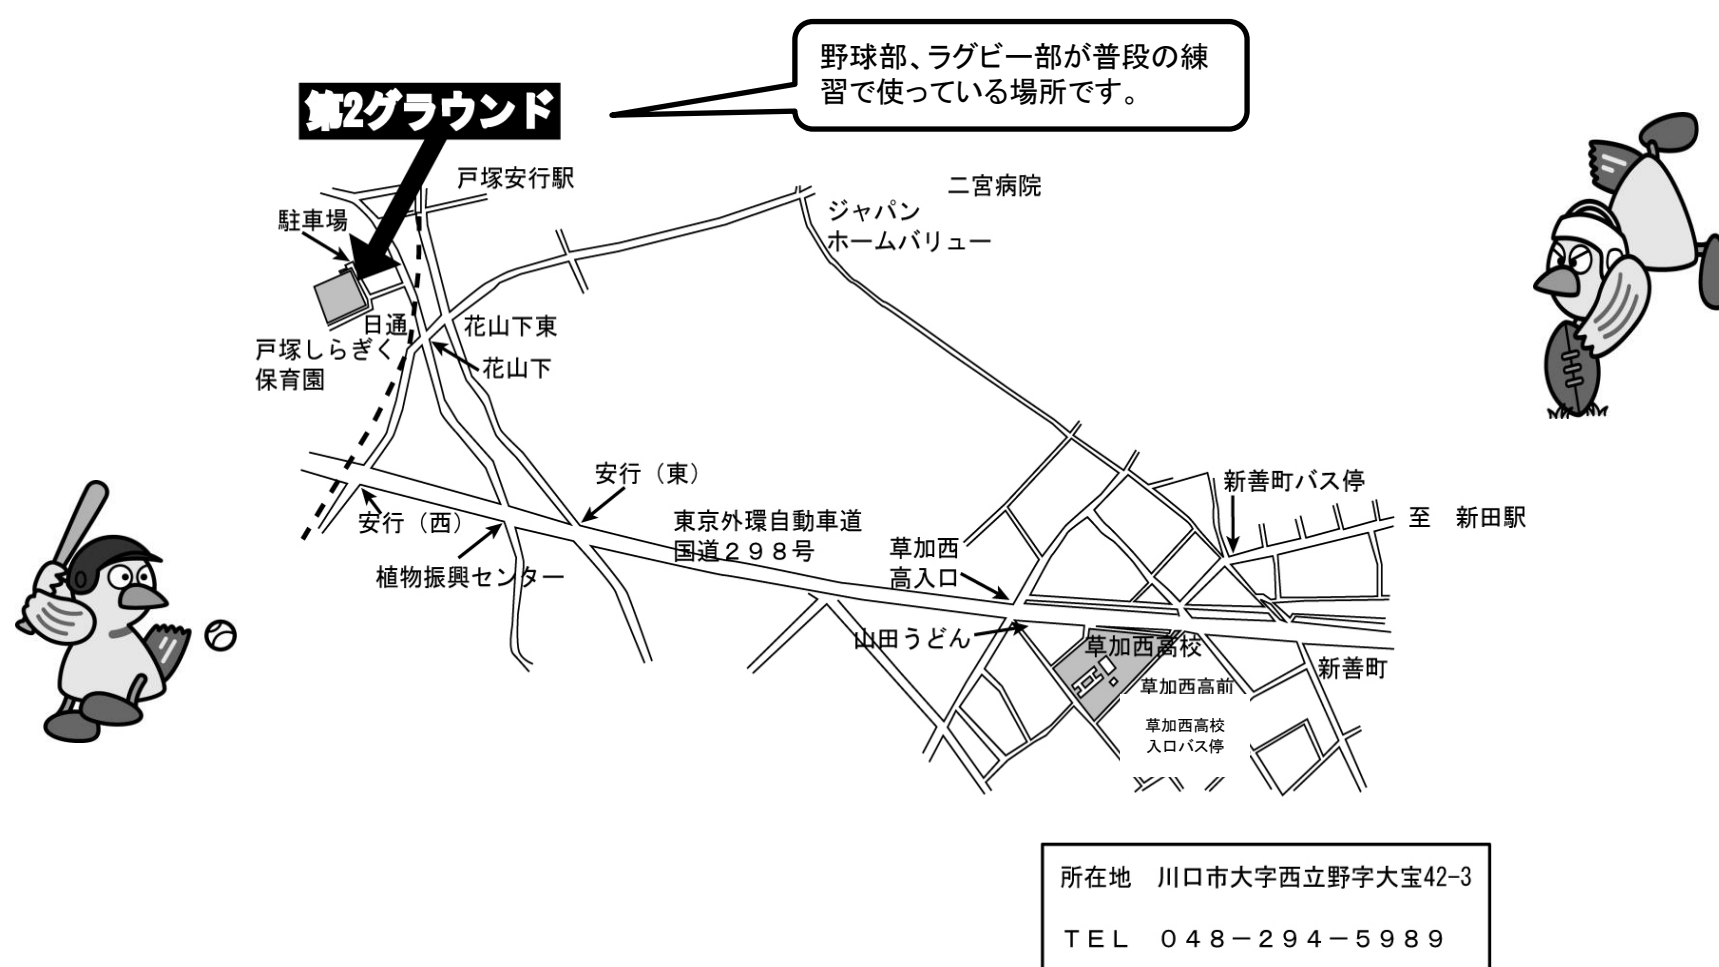 野球部、ラグビー部が普段の練
習で使っている場所です。
第2グラウンド
戸塚安行駅
二宮病院
駐車場
ジャパン
ホームバリュー
日通
花山下東
戸塚しらぎく
保育園
花山下
安行（東）
新善町バス停
安行（西）
東京外環自動車道
国道２９８号
至　新田駅
草加西
高入口
植物振興センター
山田うどん
草加西高校
新善町
草加西高前
草加西高校
入口バス停
所在地　川口市大字西立野字大宝42-3
ＴＥＬ　０４８－２９４－５９８９